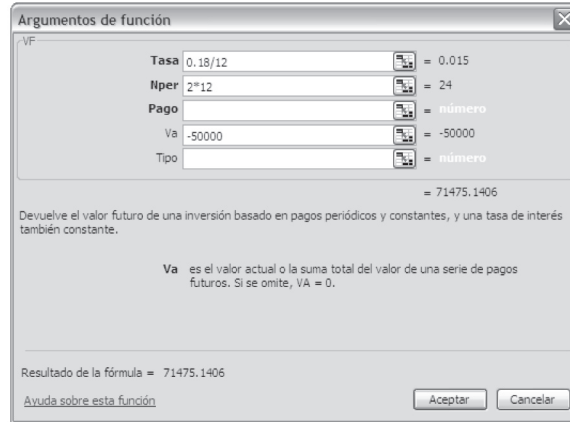 Argumentos de función
VF
Tasa 0.18/12 = 0.015
Nper 2*12 = 24
Pago = número
Va -50000 = -50000
Tipo = número
= 71475.1406
Devuelve el valor futuro de una inversión basado en pagos periódicos y constantes, y una tasa de interés
también constante.
Va es el valor actual o la suma total del valor de una serie de pagos
futuros. Si se omite, VA = 0.
Resultado de la fórmula = 71475.1406
Ayuda sobre esta función Aceptar Cancelar